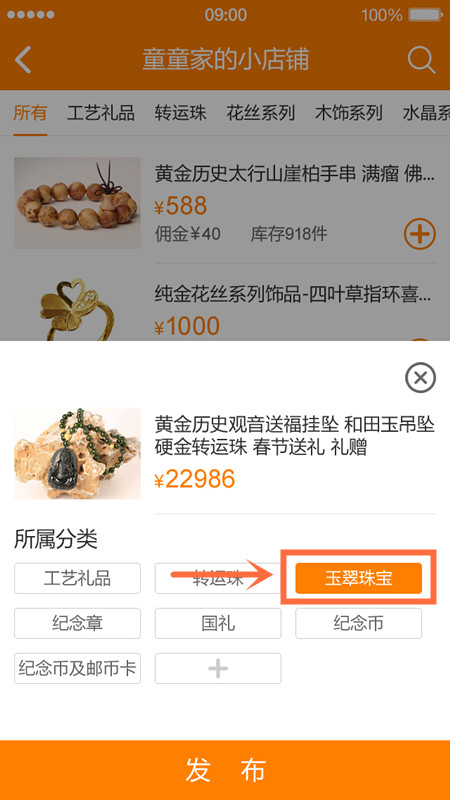 09:00
100%
童童家的小店铺
所有 工艺礼品 转运珠 花丝系列 木饰系列 水晶系
黄金历史太行山崖柏手串 满瘤 佛...
¥588
佣金¥40 库存918件
纯金花丝系列饰品-四叶草指环喜...
¥1000
黄金历史观音送福挂坠 和田玉吊坠
硬金转运珠 春节送礼 礼赠
¥22986
所属分类
工艺礼品 转运珠 玉翠珠宝
纪念章 国礼 纪念币
纪念币及邮币卡
发 布